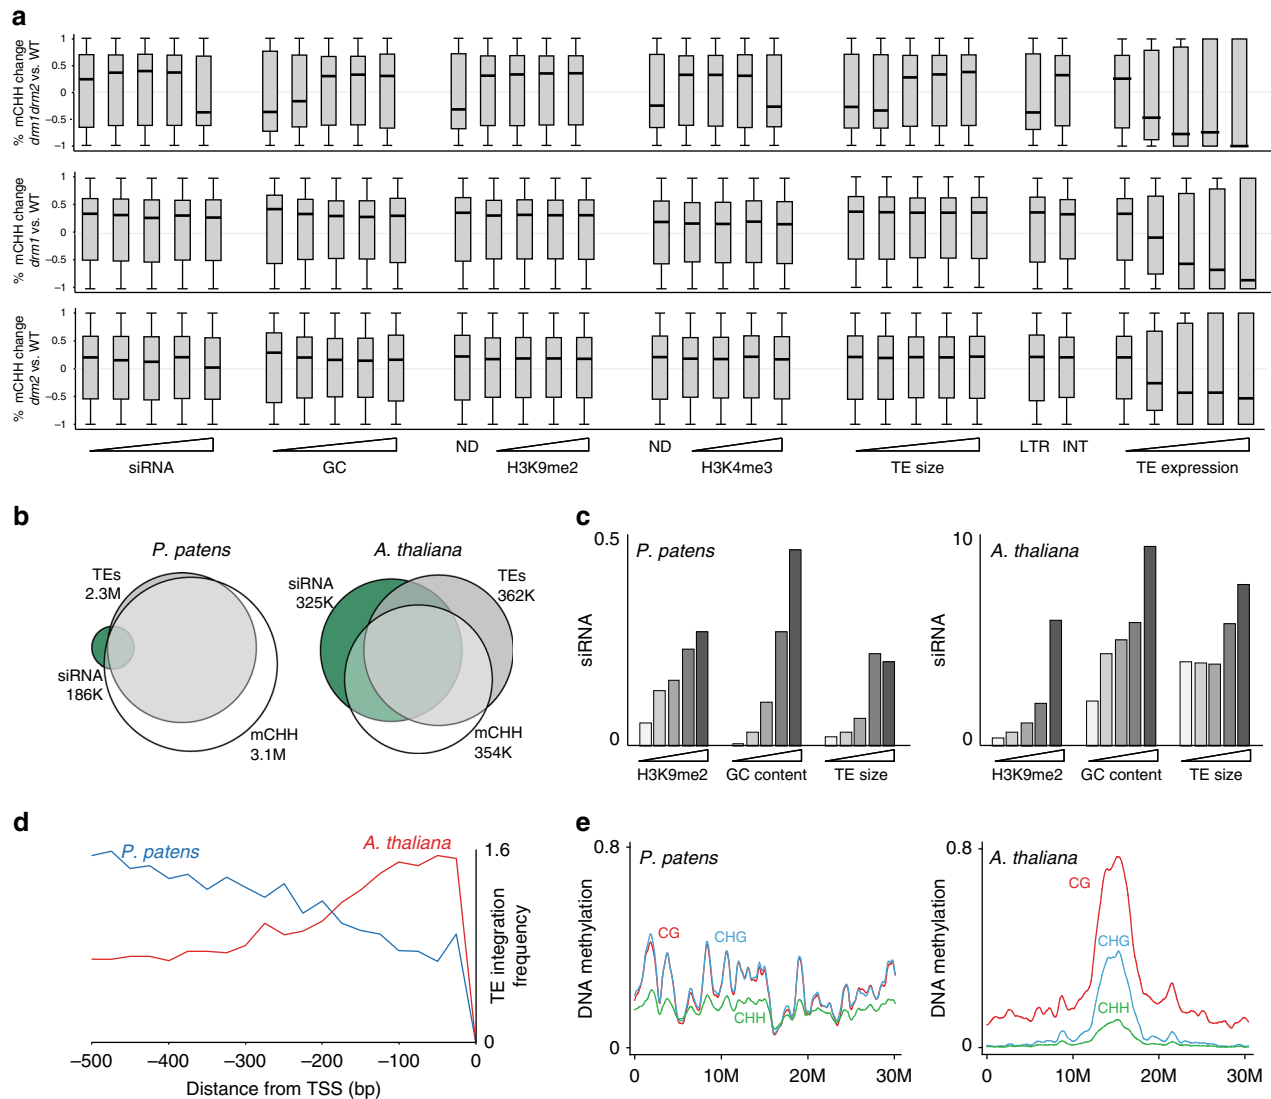 a
% mCHH change
drm1drm2 vs. WT
1
0.5
0
−0.5
−1
% mCHH change
drm1 vs. WT
1
0.5
0
−0.5
−1
% mCHH change
drm2 vs. WT
1
0.5
0
−0.5
−1
siRNA
GC
ND
H3K9me2
ND
H3K4me3
TE size
LTR INT
TE expression
b
P. patens
TEs
2.3M
siRNA
186K
mCHH
3.1M
A. thaliana
siRNA
325K
TEs
362K
mCHH
354K
c
siRNA
0.5
0
P. patens
H3K9me2
GC content
TE size
siRNA
10
0
A. thaliana
H3K9me2
GC content
TE size
d
P. patens
A. thaliana
1.6
0
TE integration
frequency
−500
−400
−300
−200
−100
0
Distance from TSS (bp)
e
DNA methylation
0.8
0
P. patens
CG
CHG
CHH
0
10M
20M
30M
DNA methylation
0.8
0
A. thaliana
CG
CHG
CHH
0
10M
20M
30M